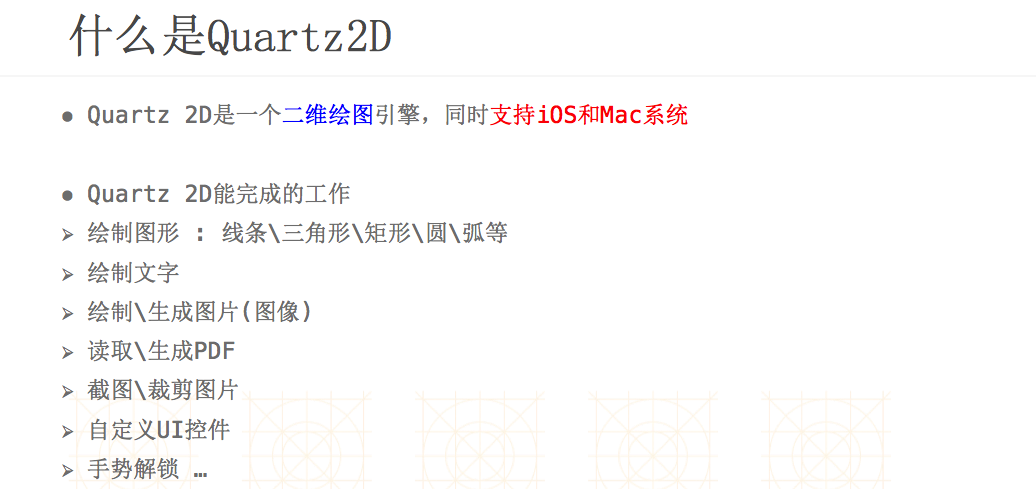 什么是Quartz2D
● Quartz 2D是一个二维绘图引擎，同时支持iOS和Mac系统
● Quartz 2D能完成的工作
➢ 绘制图形 : 线条\三角形\矩形\圆\弧等
➢ 绘制文字
➢ 绘制\生成图片(图像)
➢ 读取\生成PDF
➢ 截图\裁剪图片
➢ 自定义UI控件
➢ 手势解锁 …